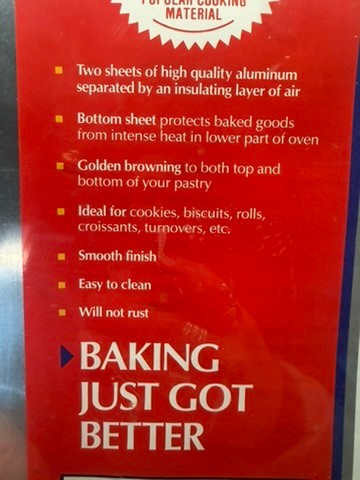 POPULAR COOKING
MATERIAL
Two sheets of high quality aluminum
separated by an insulating layer of air
Bottom sheet protects baked goods
from intense heat in lower part of oven
Golden browning to both top and
bottom of your pastry
Ideal for cookies, biscuits, rolls,
croissants, turnovers, etc.
Smooth finish
Easy to clean
Will not rust
BAKING
JUST GOT
BETTER